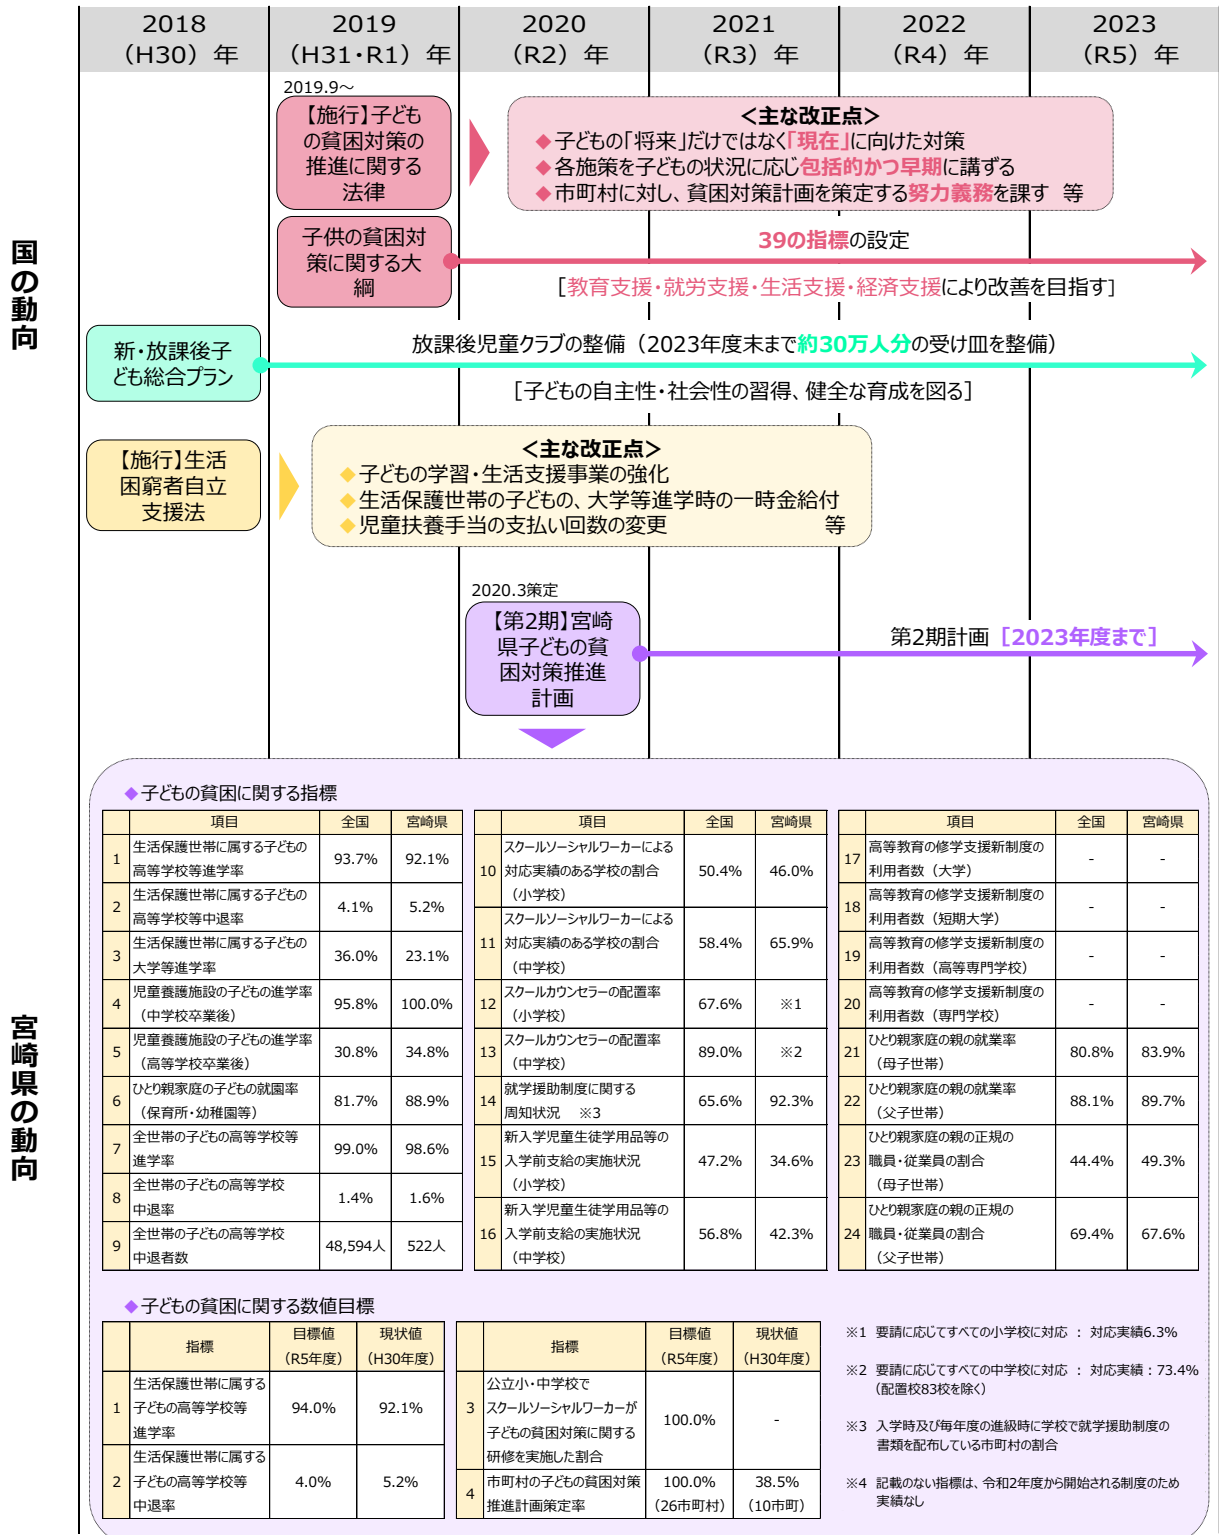 2018
（H30）年
2019
（H31・R1）年
2020
（R2）年
2021
（R3）年
2022
（R4）年
2023
（R5）年
国の動向
2019.9～
【施行】子ども
の貧困対策の
推進に関する
法律
＜主な改正点＞
◆子どもの「将来」だけではなく「現在」に向けた対策
◆各施策を子どもの状況に応じ包括的かつ早期に講ずる
◆市町村に対し、貧困対策計画を策定する努力義務を課す　等
子供の貧困対
策に関する大
綱
39の指標の設定
［教育支援・就労支援・生活支援・経済支援により改善を目指す］
新・放課後子
ども総合プラン
放課後児童クラブの整備（2023年度末まで約30万人分の受け皿を整備）
［子どもの自主性・社会性の習得、健全な育成を図る］
【施行】生活
困窮者自立
支援法
＜主な改正点＞
◆子どもの学習・生活支援事業の強化
◆生活保護世帯の子どもの、大学等進学時の一時金給付
◆児童扶養手当の支払い回数の変更　等
宮崎県の動向
2020.3策定
【第2期】宮崎
県子どもの貧
困対策推進
計画
第2期計画［2023年度まで］
◆子どもの貧困に関する指標
項目 全国 宮崎県
1 生活保護世帯に属する子どもの
高等学校等進学率 93.7% 92.1%
2 生活保護世帯に属する子どもの
高等学校等中退率 4.1% 5.2%
3 生活保護世帯に属する子どもの
大学等進学率 36.0% 23.1%
4 児童養護施設の子どもの進学率
（中学校卒業後） 95.8% 100.0%
5 児童養護施設の子どもの進学率
（高等学校卒業後） 30.8% 34.8%
6 ひとり親家庭の子どもの就園率
（保育所・幼稚園等） 81.7% 88.9%
7 全世帯の子どもの高等学校等
進学率 99.0% 98.6%
8 全世帯の子どもの高等学校
中退率 1.4% 1.6%
9 全世帯の子どもの高等学校
中退者数 48,594人 522人
項目 全国 宮崎県
10 スクールソーシャルワーカーによる
対応実績のある学校の割合
（小学校） 50.4% 46.0%
11 スクールソーシャルワーカーによる
対応実績のある学校の割合
（中学校） 58.4% 65.9%
12 スクールカウンセラーの配置率
（小学校） 67.6% ※1
13 スクールカウンセラーの配置率
（中学校） 89.0% ※2
14 就学援助制度に関する
周知状況　※3 65.6% 92.3%
15 新入学児童生徒学用品等の
入学前支給の実施状況
（小学校） 47.2% 34.6%
16 新入学児童生徒学用品等の
入学前支給の実施状況
（中学校） 56.8% 42.3%
項目 全国 宮崎県
17 高等教育の修学支援新制度の
利用者数（大学） - -
18 高等教育の修学支援新制度の
利用者数（短期大学） - -
19 高等教育の修学支援新制度の
利用者数（高等専門学校） - -
20 高等教育の修学支援新制度の
利用者数（専門学校） - -
21 ひとり親家庭の親の就業率
（母子世帯） 80.8% 83.9%
22 ひとり親家庭の親の就業率
（父子世帯） 88.1% 89.7%
23 ひとり親家庭の親の正規の
職員・従業員の割合
（母子世帯） 44.4% 49.3%
24 ひとり親家庭の親の正規の
職員・従業員の割合
（父子世帯） 69.4% 67.6%
◆子どもの貧困に関する数値目標
指標 目標値 現状値
（R5年度） （H30年度）
1 生活保護世帯に属する
子どもの高等学校等
進学率 94.0% 92.1%
2 生活保護世帯に属する
子どもの高等学校等
中退率 4.0% 5.2%
指標 目標値 現状値
（R5年度） （H30年度）
3 公立小・中学校で
スクールソーシャルワーカーが
子どもの貧困対策に関する
研修を実施した割合 100.0% -
4 市町村の子どもの貧困対策 100.0% 38.5%
推進計画策定率 （26市町村） （10市町）
※1 要請に応じてすべての小学校に対応 ： 対応実績6.3%
※2 要請に応じてすべての中学校に対応 ： 対応実績：73.4%
（配置校83校を除く）
※3 入学時及び毎年度の進級時に学校で就学援助制度の
書類を配布している市町村の割合
※4 記載のない指標は、令和2年度から開始される制度のため
実績なし